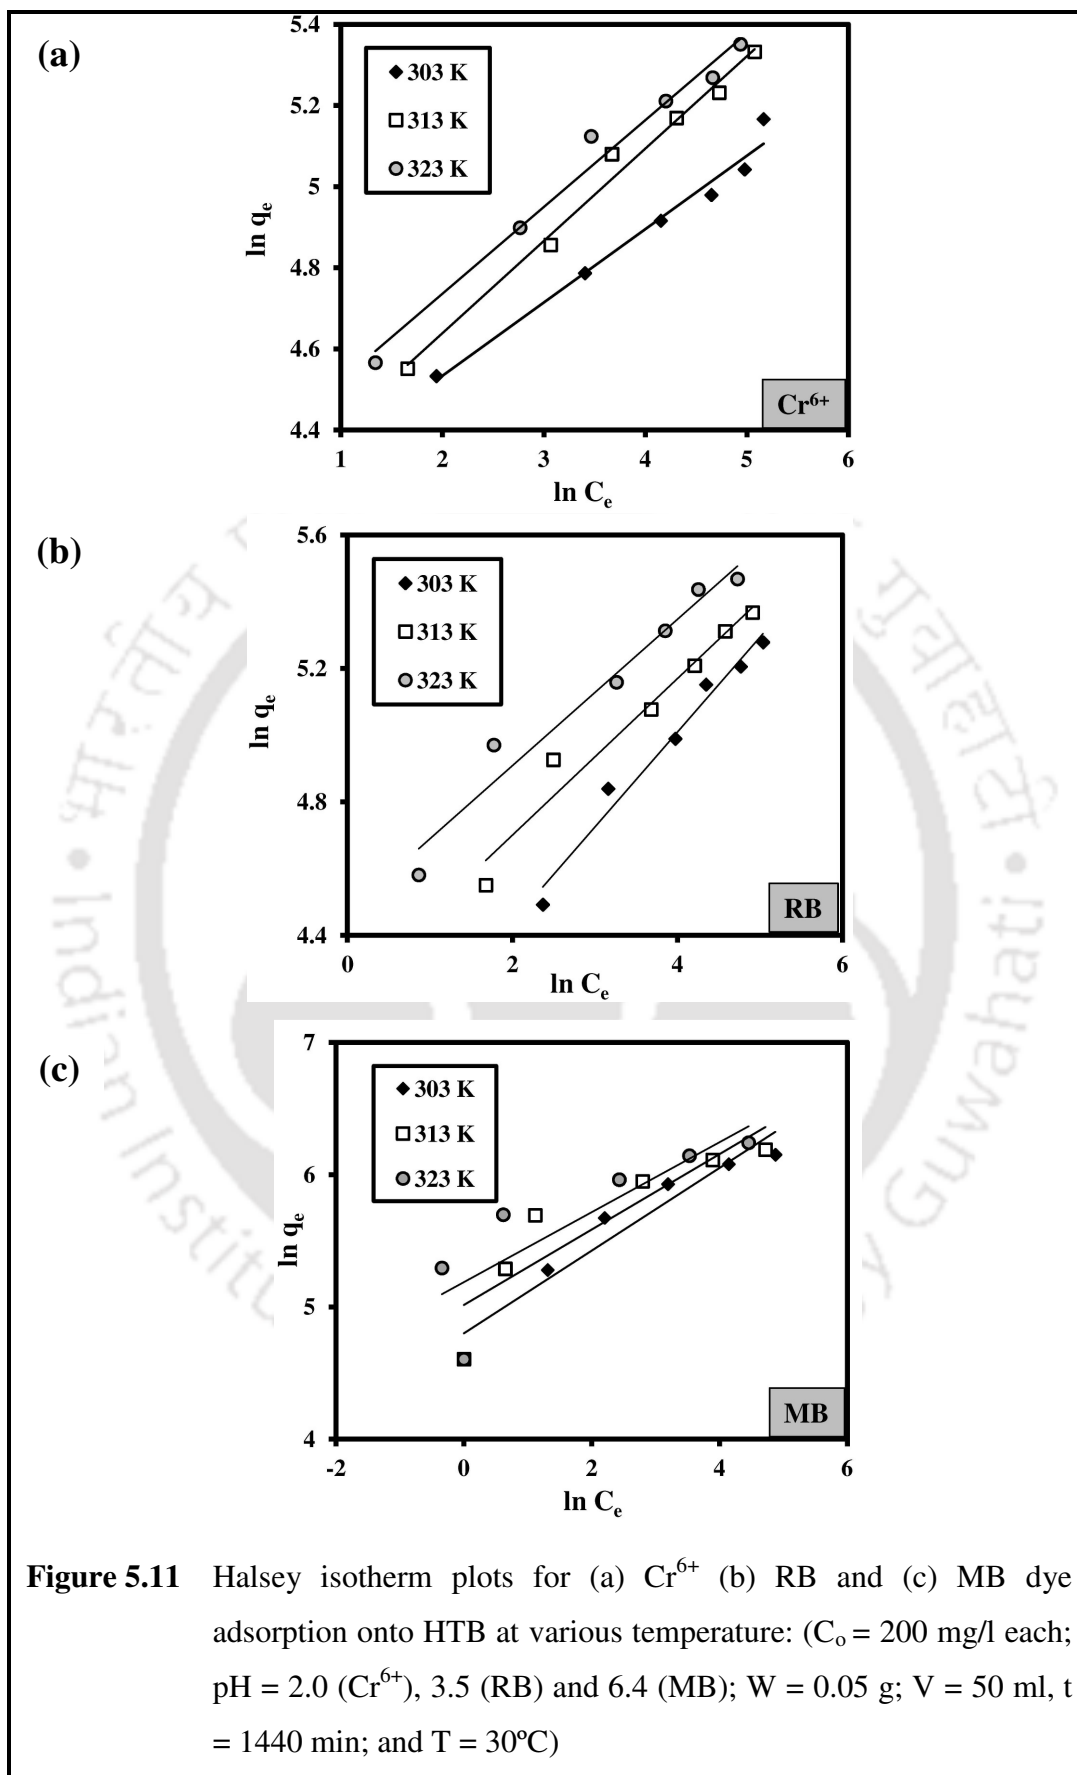 (a)
5.4
5.2
5
4.8
4.6
4.4
ln qₑ
303 K
313 K
323 K
Cr⁶⁺
1 2 3 4 5 6
ln Cₑ
(b)
5.6
5.2
4.8
4.4
ln qₑ
303 K
313 K
323 K
RB
0 2 4 6
ln Cₑ
(c)
7
6
5
4
ln qₑ
303 K
313 K
323 K
MB
-2 0 2 4 6
ln Cₑ
Figure 5.11 Halsey isotherm plots for (a) Cr⁶⁺ (b) RB and (c) MB dye
adsorption onto HTB at various temperature: (Cₒ = 200 mg/l each;
pH = 2.0 (Cr⁶⁺), 3.5 (RB) and 6.4 (MB); W = 0.05 g; V = 50 ml, t
= 1440 min; and T = 30ºC)
Indian Institu
y Guwahati